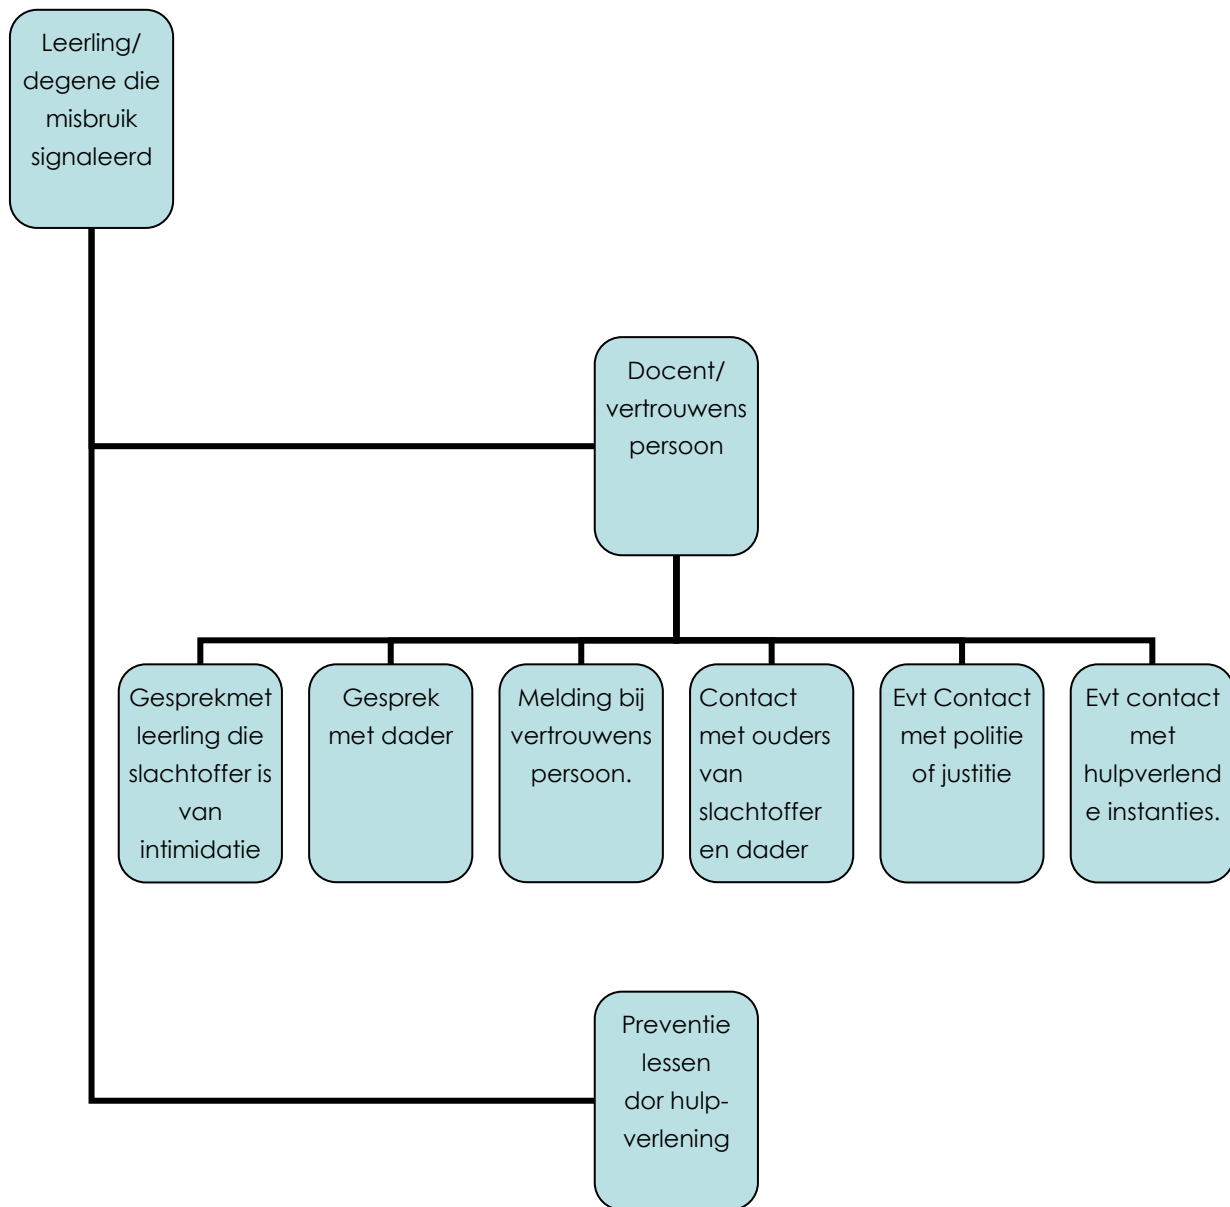 Leerling/
degene die
misbruik
signaleerd
Docent/
vertrouwens
persoon
Gesprekmet
leerling die
slachtoffer is
van
intimidatie
Gesprek
met dader
Melding bij
vertrouwens
persoon.
Contact
met ouders
van
slachtoffer
en dader
Evt Contact
met politie
of justitie
Evt contact
met
hulpverlend
e instanties.
Preventie
lessen
dor hulp-
verlening